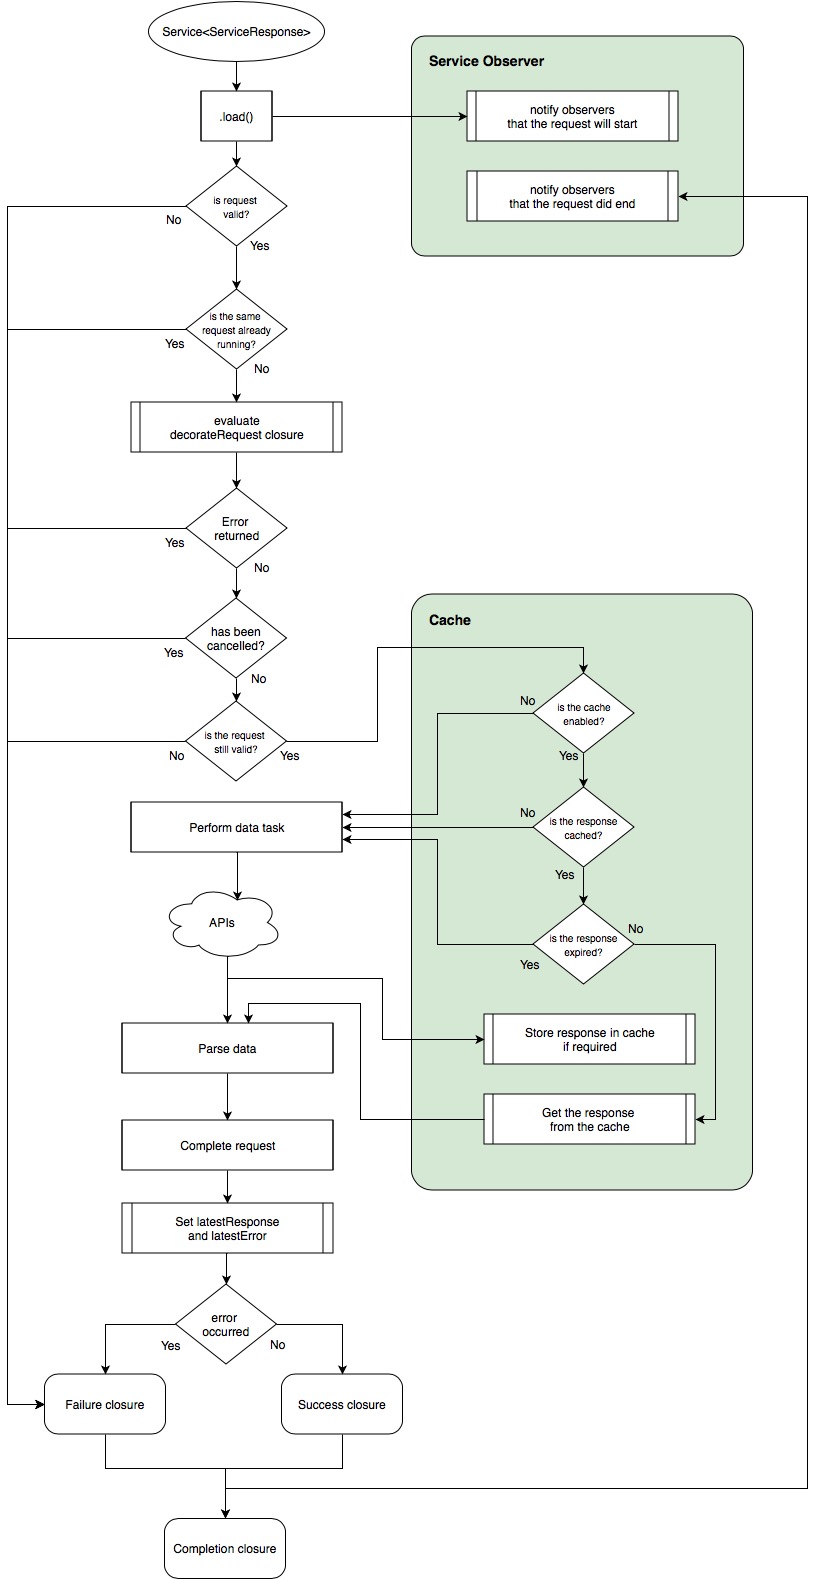 Service<ServiceResponse>
Service Observer
.load()
notify observers
that the request will start
notify observers
that the request did end
is request
valid?
No
Yes
is the same
request already
running?
Yes
No
evaluate
decorateRequest closure
Error
returned
Yes
No
Cache
has been
cancelled?
Yes
No
is the request
still valid?
No
Yes
is the cache
enabled?
No
Yes
Perform data task
is the response
cached?
No
Yes
APIs
is the response
expired?
No
Yes
Store response in cache
if required
Parse data
Get the response
from the cache
Complete request
Set latestResponse
and latestError
error
occurred
Yes
No
Failure closure
Success closure
Completion closure